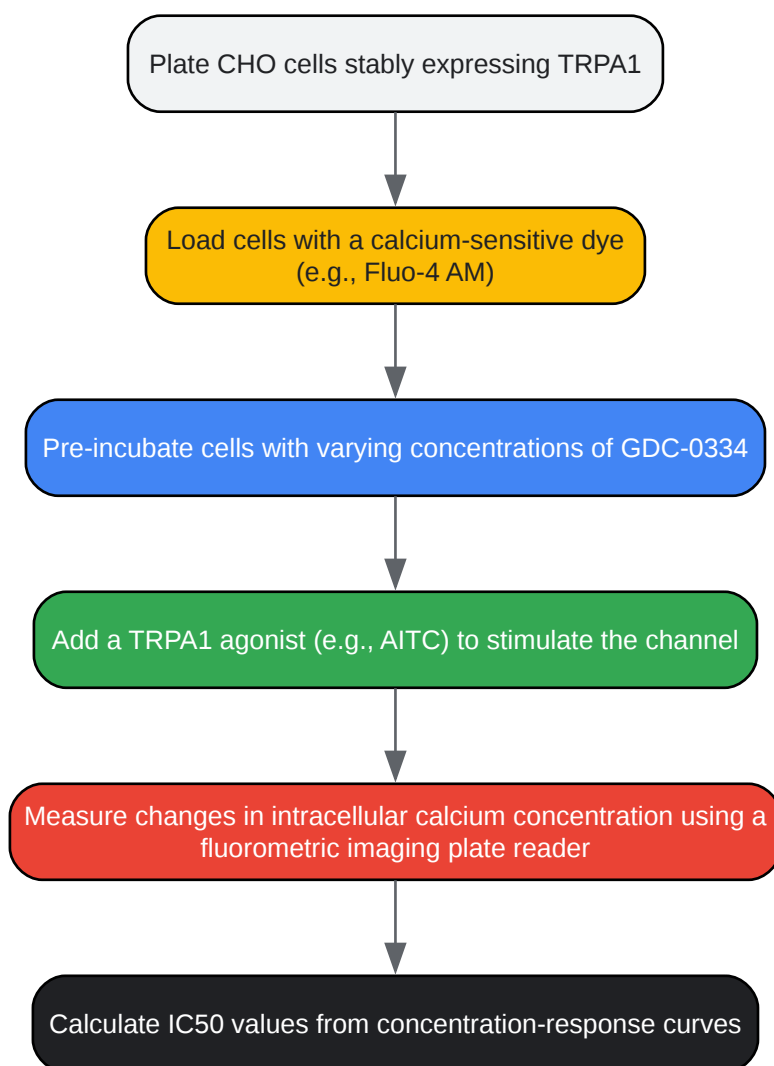 Plate CHO cells stably expressing TRPA1
Load cells with a calcium-sensitive dye
(e.g., Fluo-4 AM)
Pre-incubate cells with varying concentrations of GDC-0334
Add a TRPA1 agonist (e.g., AITC) to stimulate the channel
Measure changes in intracellular calcium concentration using a
fluorometric imaging plate reader
Calculate IC50 values from concentration-response curves